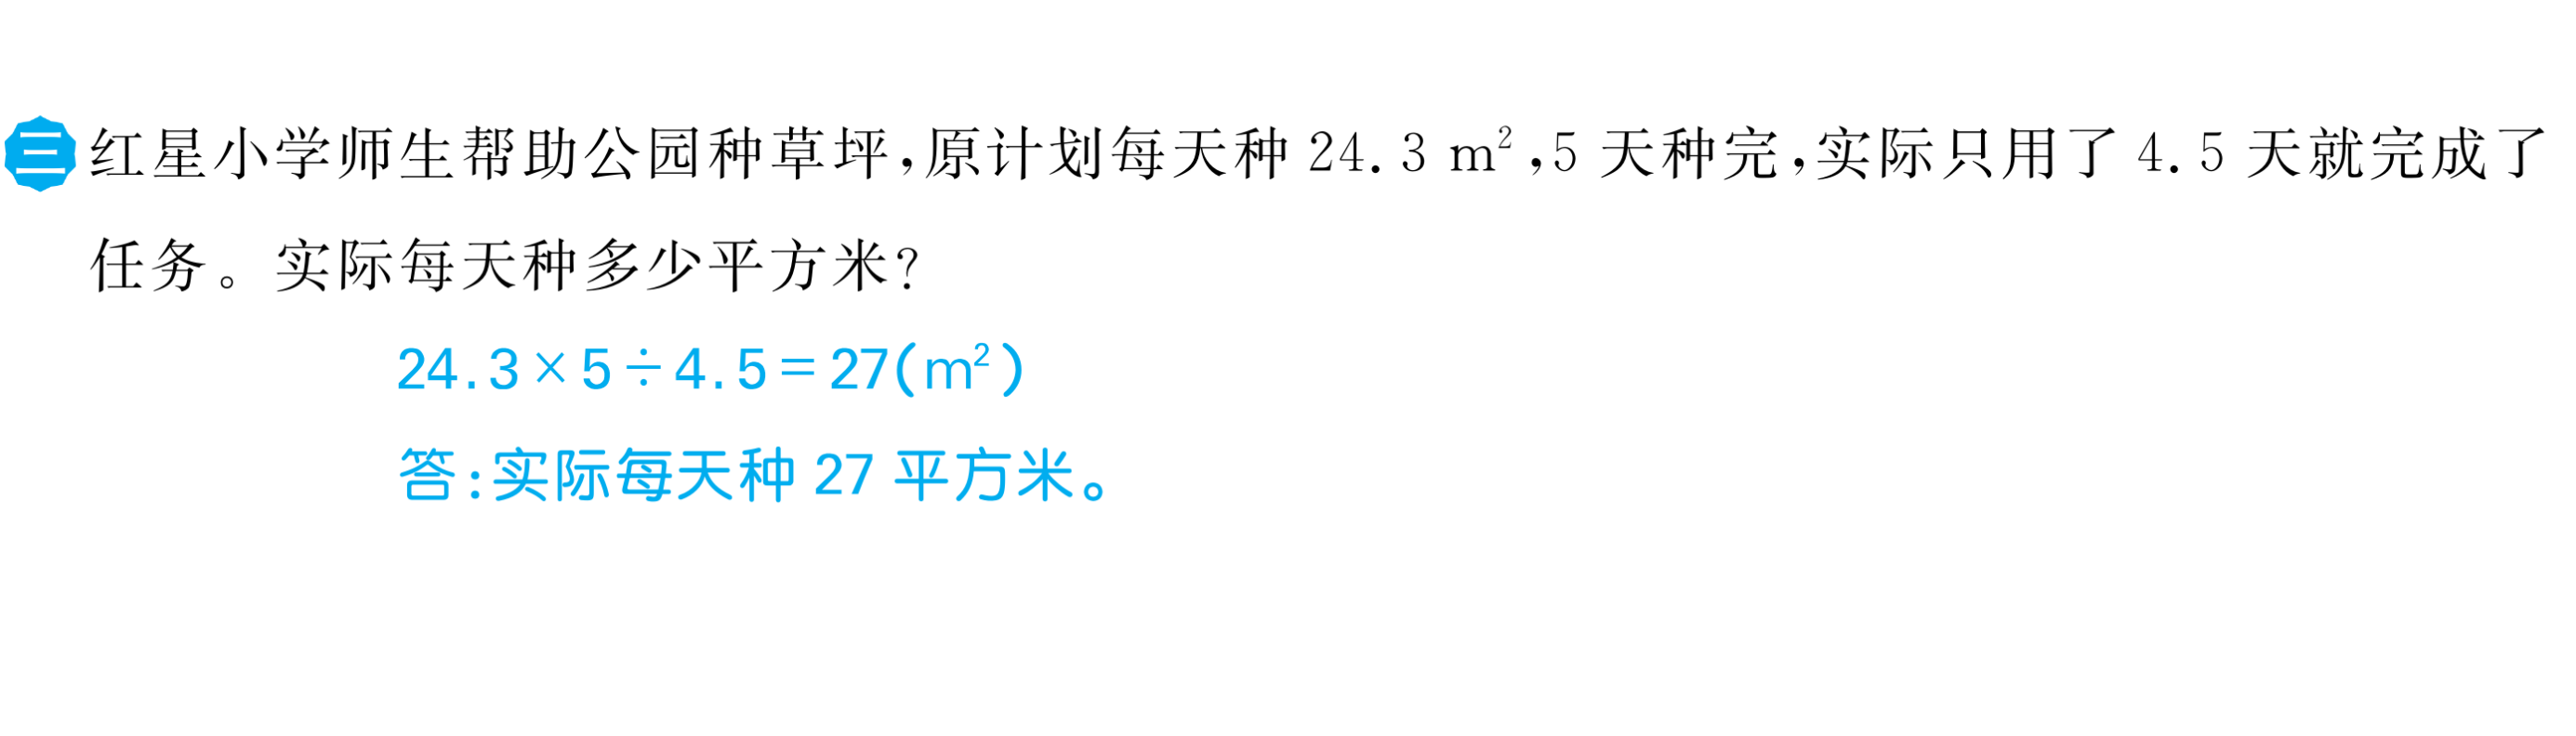 三 红星小学师生帮助公园种草坪,原计划每天种 24.3 m²,5 天种完,实际只用了 4.5 天就完成了
任务。实际每天种多少平方米?
24.3×5÷4.5=27(m²)
答:实际每天种 27 平方米。